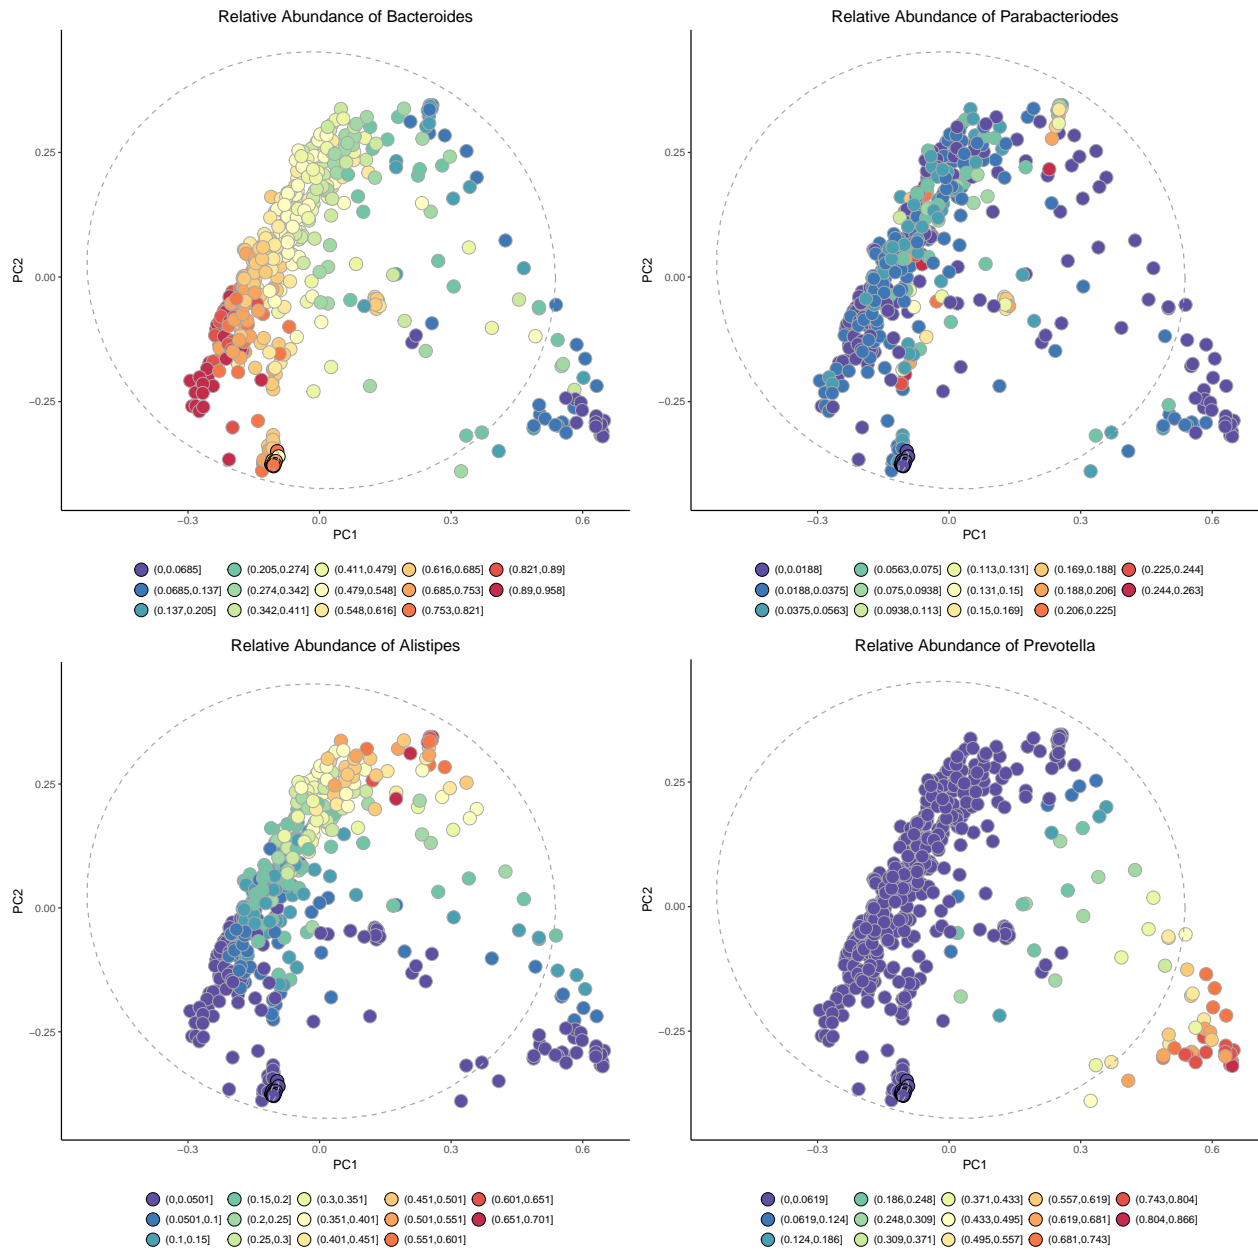 Relative Abundance of Bacteroides
0.25
0.00
−0.25
PC2
−0.3 0.0 0.3 0.6
PC1
(0,0.0685] (0.205,0.274] (0.411,0.479] (0.616,0.685] (0.821,0.89]
(0.0685,0.137] (0.274,0.342] (0.479,0.548] (0.685,0.753] (0.89,0.958]
(0.137,0.205] (0.342,0.411] (0.548,0.616] (0.753,0.821]
Relative Abundance of Parabacteriodes
0.25
0.00
−0.25
PC2
−0.3 0.0 0.3 0.6
PC1
(0,0.0188] (0.0563,0.075] (0.113,0.131] (0.169,0.188] (0.225,0.244]
(0.0188,0.0375] (0.075,0.0938] (0.131,0.15] (0.188,0.206] (0.244,0.263]
(0.0375,0.0563] (0.0938,0.113] (0.15,0.169] (0.206,0.225]
Relative Abundance of Alistipes
0.25
0.00
−0.25
PC2
−0.3 0.0 0.3 0.6
PC1
(0,0.0501] (0.15,0.2] (0.3,0.351] (0.451,0.501] (0.601,0.651]
(0.0501,0.1] (0.2,0.25] (0.351,0.401] (0.501,0.551] (0.651,0.701]
(0.1,0.15] (0.25,0.3] (0.401,0.451] (0.551,0.601]
Relative Abundance of Prevotella
0.25
0.00
−0.25
PC2
−0.3 0.0 0.3 0.6
PC1
(0,0.0619] (0.186,0.248] (0.371,0.433] (0.557,0.619] (0.743,0.804]
(0.0619,0.124] (0.248,0.309] (0.433,0.495] (0.619,0.681] (0.804,0.866]
(0.124,0.186] (0.309,0.371] (0.495,0.557] (0.681,0.743]